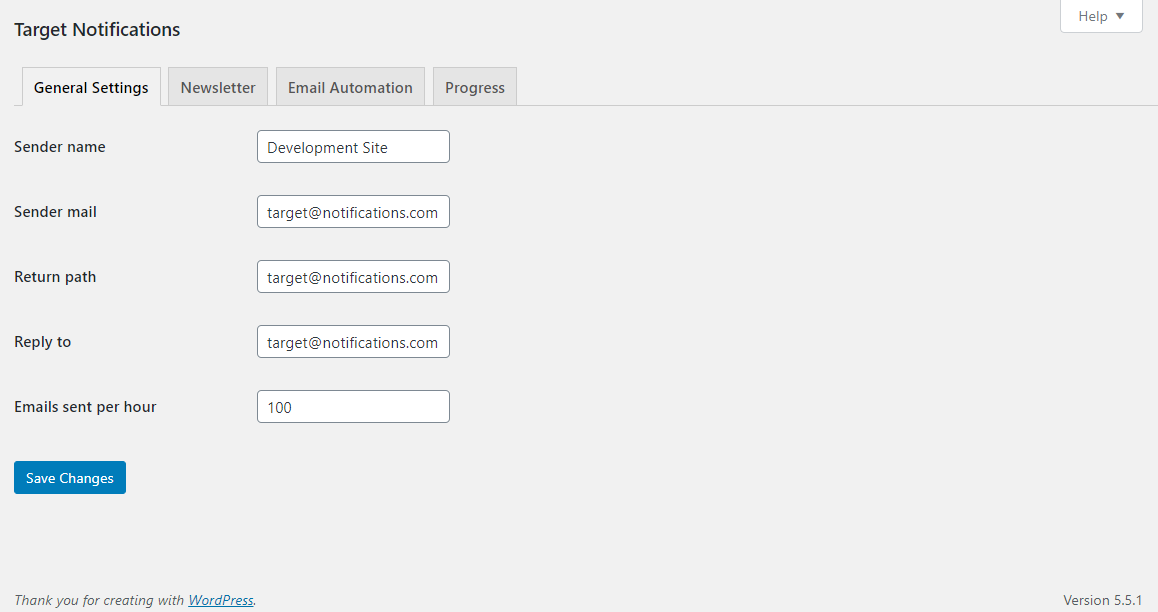 Target Notifications
Help ▼
General Settings Newsletter Email Automation Progress
Sender name Development Site
Sender mail target@notifications.com
Return path target@notifications.com
Reply to target@notifications.com
Emails sent per hour 100
Save Changes
Thank you for creating with WordPress. Version 5.5.1